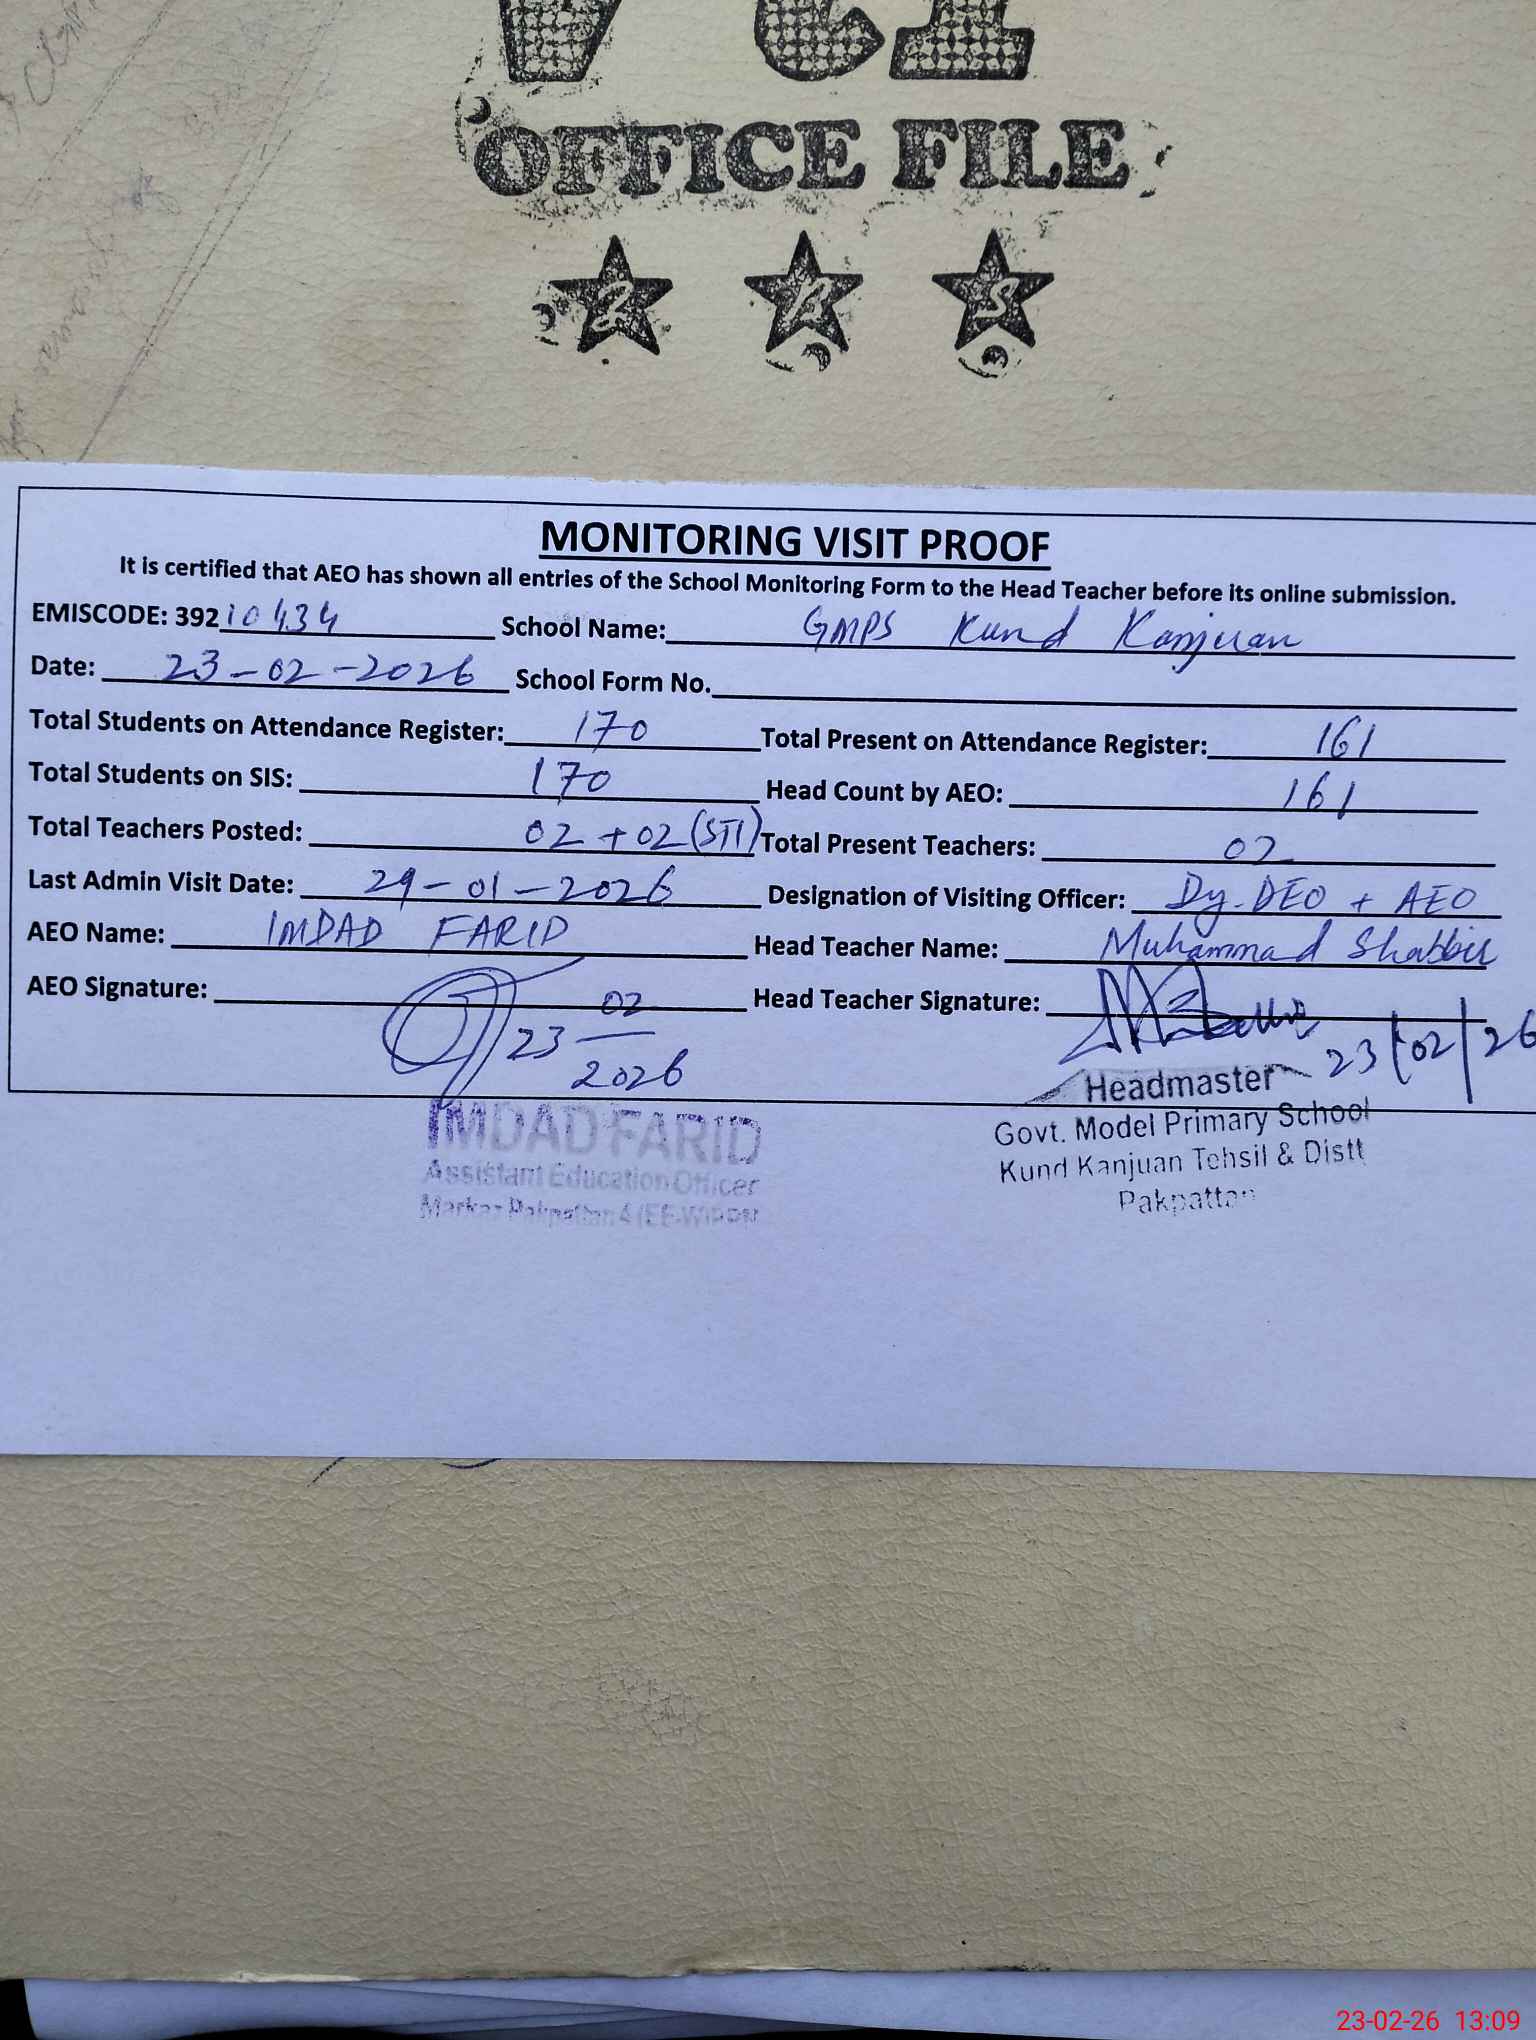 OFFICE FILE
MONITORING VISIT PROOF
It is certified that AEO has shown all entries of the School Monitoring Form to the Head Teacher before its online submission.
EMISCODE: 39210434 School Name: GMPS Kund Kanjuan
Date: 23-02-2026 School Form No.
Total Students on Attendance Register: 170 Total Present on Attendance Register: 161
Total Students on SIS: 170 Head Count by AEO: 161
Total Teachers Posted: 02 + 02 (STI) Total Present Teachers: 02
Last Admin Visit Date: 29-01-2026 Designation of Visiting Officer: Dy. DEO + AEO
AEO Name: IMDAD FARID Head Teacher Name: Muhammad Shabbir
AEO Signature: 23 02 2026 Head Teacher Signature: 23/02/26
IMDAD FARID
Assistant Education Officer
Markaz Pakpattan 4 (EE-W)PPN
Headmaster
Govt. Model Primary School
Kund Kanjuan Tehsil & Distt
Pakpattan
23-02-26 13:09